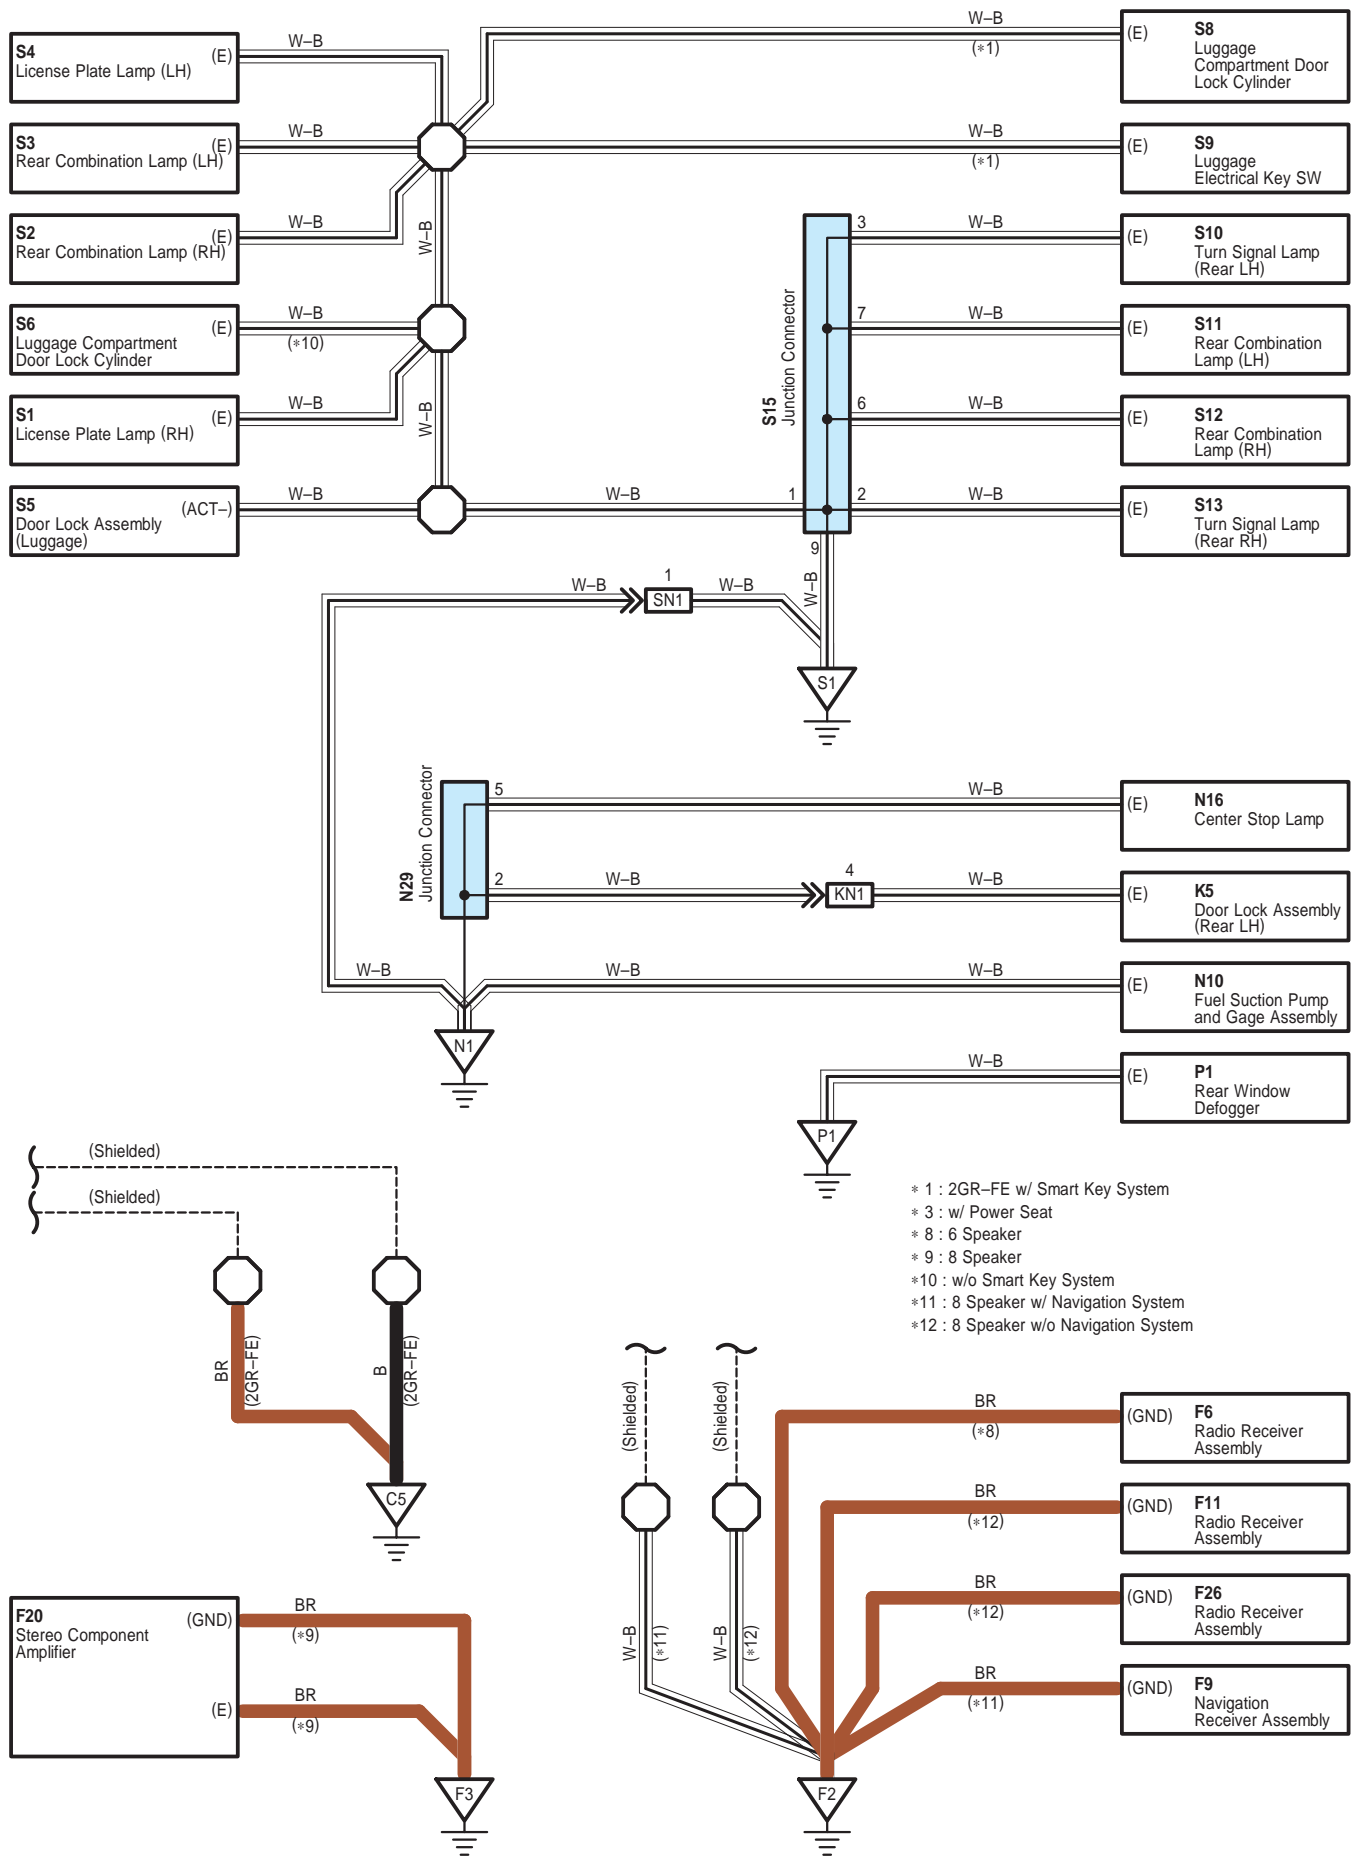 S4
License Plate Lamp (LH)
(E)
W–B
W–B
(∗1)
(E)
S8
Luggage
Compartment Door
Lock Cylinder
S3
Rear Combination Lamp (LH)
(E)
W–B
W–B
(∗1)
(E)
S9
Luggage
Electrical Key SW
S2
Rear Combination Lamp (RH)
(E)
W–B
W–B
3
W–B
(E)
S10
Turn Signal Lamp
(Rear LH)
S6
Luggage Compartment
Door Lock Cylinder
(E)
W–B
(∗10)
S15
Junction Connector
7
W–B
(E)
S11
Rear Combination
Lamp (LH)
S1
License Plate Lamp (RH)
(E)
W–B
W–B
6
W–B
(E)
S12
Rear Combination
Lamp (RH)
S5
Door Lock Assembly
(Luggage)
(ACT–)
W–B
W–B
1
2
W–B
(E)
S13
Turn Signal Lamp
(Rear RH)
9
W–B
W–B
1
SN1
W–B
S1
N29
Junction Connector
5
W–B
(E)
N16
Center Stop Lamp
2
W–B
4
KN1
W–B
(E)
K5
Door Lock Assembly
(Rear LH)
W–B
W–B
W–B
(E)
N10
Fuel Suction Pump
and Gage Assembly
N1
W–B
(E)
P1
Rear Window
Defogger
P1
(Shielded)
(Shielded)
∗ 1 : 2GR–FE w/ Smart Key System
∗ 3 : w/ Power Seat
∗ 8 : 6 Speaker
∗ 9 : 8 Speaker
∗10 : w/o Smart Key System
∗11 : 8 Speaker w/ Navigation System
∗12 : 8 Speaker w/o Navigation System
BR
(2GR–FE)
B
(2GR–FE)
C5
(Shielded)
(Shielded)
BR
(∗8)
(GND)
F6
Radio Receiver
Assembly
BR
(∗12)
(GND)
F11
Radio Receiver
Assembly
BR
(∗12)
(GND)
F26
Radio Receiver
Assembly
W–B
(∗11)
W–B
(∗12)
BR
(∗11)
(GND)
F9
Navigation
Receiver Assembly
F20
Stereo Component
Amplifier
(GND)
BR
(∗9)
(E)
BR
(∗9)
F3
F2